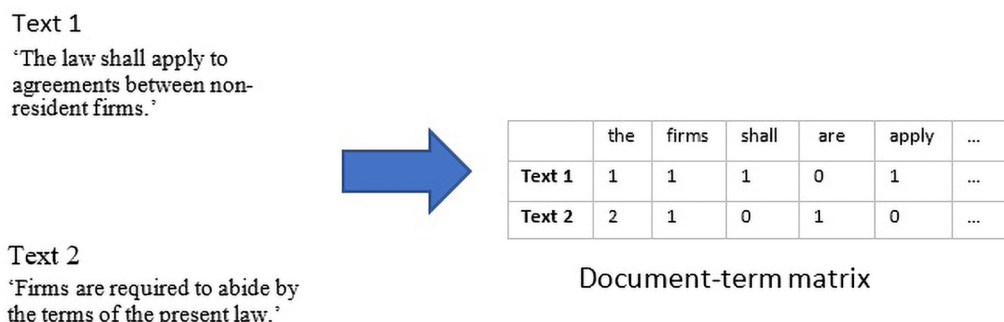 Text 1
‘The law shall apply to
agreements between non-
resident firms.’
the firms shall are apply ...
Text 1 1 1 1 0 1 ...
Text 2 2 1 0 1 0 ...
Document-term matrix
Text 2
‘Firms are required to abide by
the terms of the present law.’